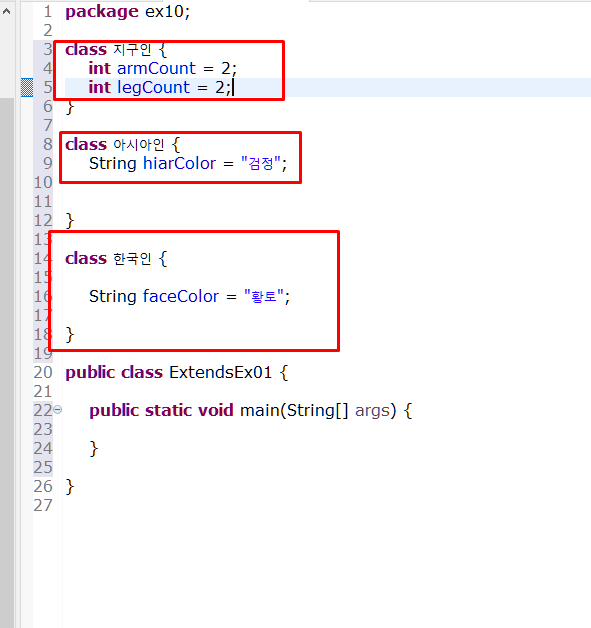 1 package ex10;
2
3 class 지구인 {
4 int armCount = 2;
5 int legCount = 2;
6 }
7
8 class 아시아인 {
9 String hiarColor = "검정";
10
11
12 }
13
14 class 한국인 {
15
16 String faceColor = "황토";
17
18 }
19
20 public class ExtendsEx01 {
21
22 public static void main(String[] args) {
23
24 }
25
26 }
27